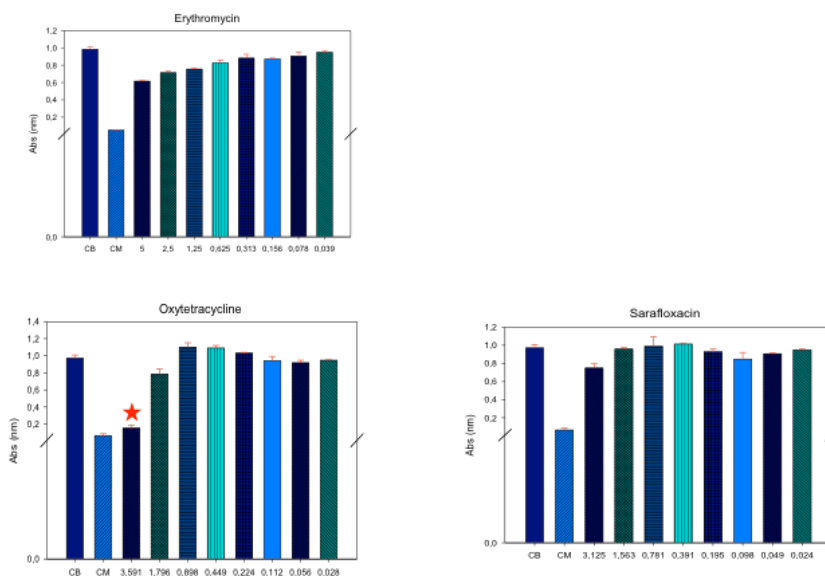 Erythromycin
1,2
1,0
0,8
0,6
0,4
0,2
0,0
Abs (nm)
CB CM 5 2,5 1,25 0,625 0,313 0,156 0,078 0,039
Oxytetracycline
1,4
1,2
1,0
0,8
0,6
0,4
0,2
0,0
Abs (nm)
CB CM 3,591 1,796 0,898 0,449 0,224 0,112 0,056 0,028
Sarafloxacin
1,2
1,0
0,8
0,6
0,4
0,2
0,0
Abs (nm)
CB CM 3,125 1,563 0,781 0,391 0,195 0,098 0,049 0,024